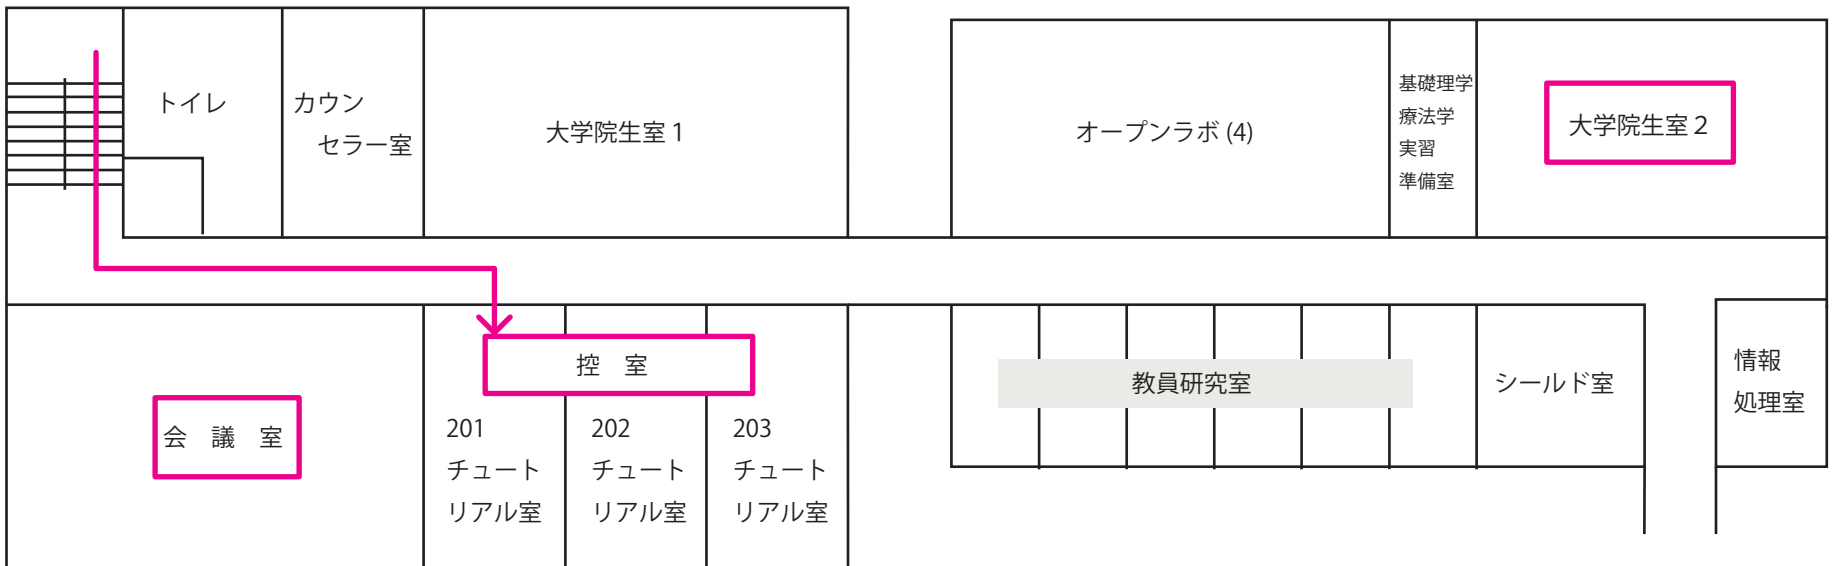 トイレ
カウン
セラー室
大学院生室 1
オープンラボ (4)
基礎理学
療法学
実習
準備室
大学院生室 2
会　議　室
控　室
201
チュート
リアル室
202
チュート
リアル室
203
チュート
リアル室
教員研究室
シールド室
情報
処理室